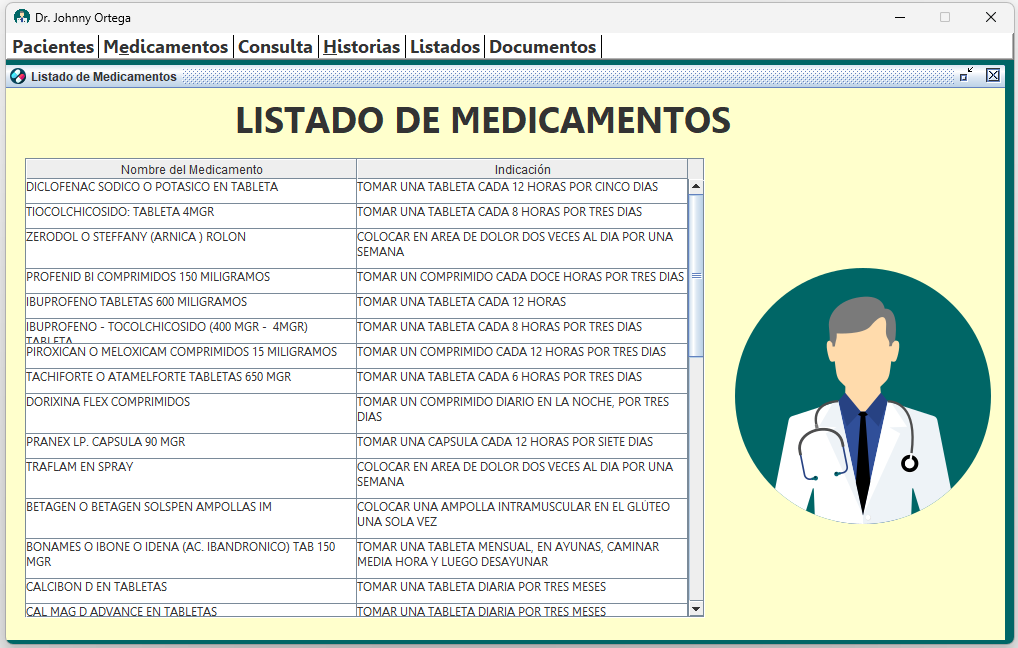 Dr. Johnny Ortega
Pacientes Medicamentos Consulta Historias Listados Documentos
Listado de Medicamentos
LISTADO DE MEDICAMENTOS
Nombre del Medicamento Indicación
DICLOFENAC SODICO O POTASICO EN TABLETA TOMAR UNA TABLETA CADA 12 HORAS POR CINCO DIAS
TIOCOLCHICOSIDO: TABLETA 4MGR TOMAR UNA TABLETA CADA 8 HORAS POR TRES DIAS
ZERODOL O STEFFANY (ARNICA ) ROLON COLOCAR EN AREA DE DOLOR DOS VECES AL DIA POR UNA
SEMANA
PROFENID BI COMPRIMIDOS 150 MILIGRAMOS TOMAR UN COMPRIMIDO CADA DOCE HORAS POR TRES DIAS
IBUPROFENO TABLETAS 600 MILIGRAMOS TOMAR UNA TABLETA CADA 12 HORAS
IBUPROFENO - TOCOLCHICOSIDO (400 MGR - 4MGR) TOMAR UNA TABLETA CADA 8 HORAS POR TRES DIAS
TABLETA
PIROXICAN O MELOXICAM COMPRIMIDOS 15 MILIGRAMOS TOMAR UN COMPRIMIDO CADA 12 HORAS POR TRES DIAS
TACHIFORTE O ATAMELFORTE TABLETAS 650 MGR TOMAR UNA TABLETA CADA 6 HORAS POR TRES DIAS
DORIXINA FLEX COMPRIMIDOS TOMAR UN COMPRIMIDO DIARIO EN LA NOCHE, POR TRES
DIAS
PRANEX LP. CAPSULA 90 MGR TOMAR UNA CAPSULA CADA 12 HORAS POR SIETE DIAS
TRAFLAM EN SPRAY COLOCAR EN AREA DE DOLOR DOS VECES AL DIA POR UNA
SEMANA
BETAGEN O BETAGEN SOLSPEN AMPOLLAS IM COLOCAR UNA AMPOLLA INTRAMUSCULAR EN EL GLÚTEO
UNA SOLA VEZ
BONAMES O IBONE O IDENA (AC. IBANDRONICO) TAB 150 TOMAR UNA TABLETA MENSUAL, EN AYUNAS, CAMINAR
MGR MEDIA HORA Y LUEGO DESAYUNAR
CALCIBON D EN TABLETAS TOMAR UNA TABLETA DIARIA POR TRES MESES
CAL MAG D ADVANCE EN TABLETAS TOMAR UNA TABLETA DIARIA POR TRES MESES